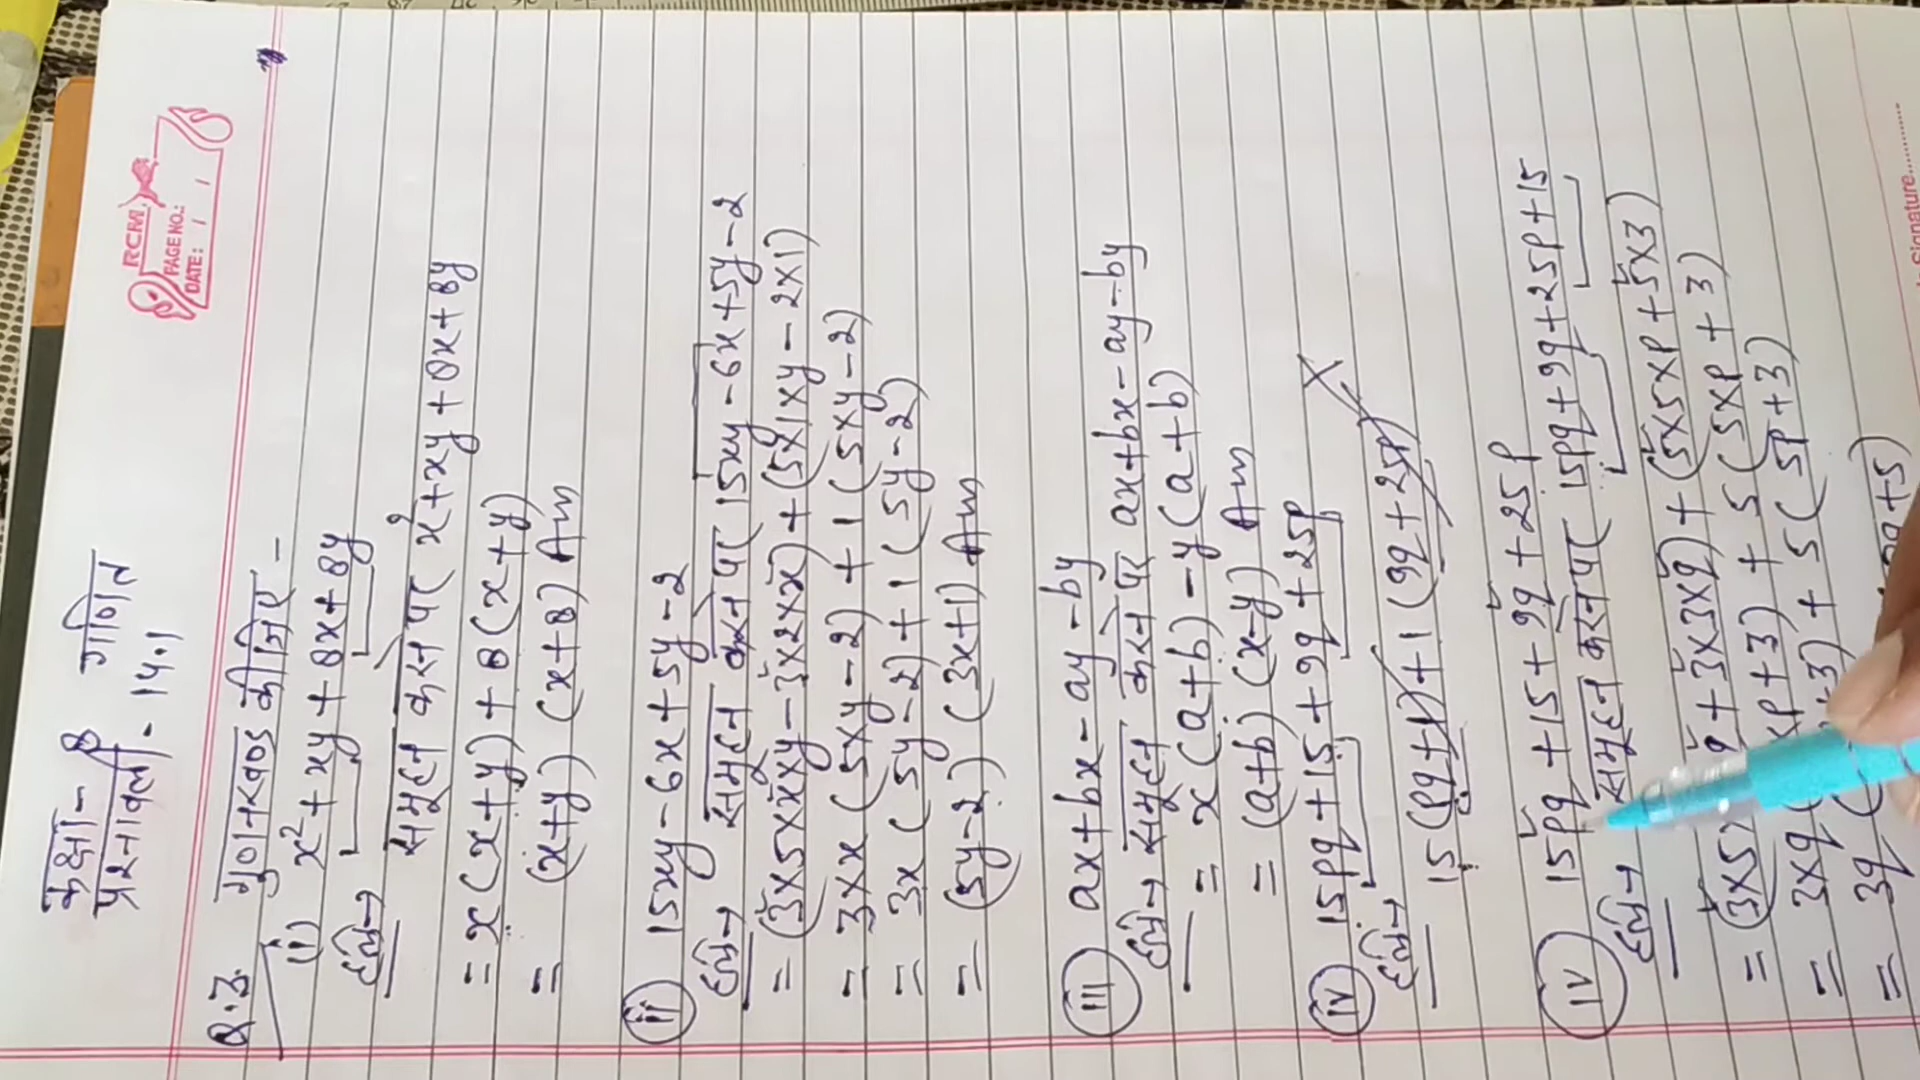 RCM
PAGE NO.:
DATE: / /
कक्षा - 8 गणित
प्रश्नावली - 14.1
Q.3. गुणनखण्ड कीजिए -
(i) x²+xy+8x+8y
हल→
समूहन करने पर x²+xy+8x+8y
= x(x+y)+8(x+y)
= (x+y)(x+8) Ans
(ii) 15xy-6x+5y-2
हल→ समूहन करने पर 15xy-6x+5y-2
= (3×5×x×y-3×2×x)+(5×1×y-2×1)
= 3×x(5×y-2)+1(5×y-2)
= 3x(5y-2)+1(5y-2)
= (5y-2)(3x+1) Ans
(iii) ax+bx-ay-by
हल→ समूहन करने पर ax+bx-ay-by
= x(a+b)-y(a+b)
= (a+b)(x-y) Ans
(iv) 15pq+15+9q+25p
हल→ 15(pq+1)+1(9q+25p) X
(iv) 15pq+15+9q+25p
हल→ समूहन करने पर 15pq+9q+25p+15
= (3×5× q+3×3×q)+(5×5×p+5×3)
= 3×q( ×p+3)+5(5×p+3)
= 3q( +3)+5(5p+3)
q+5)
Signature